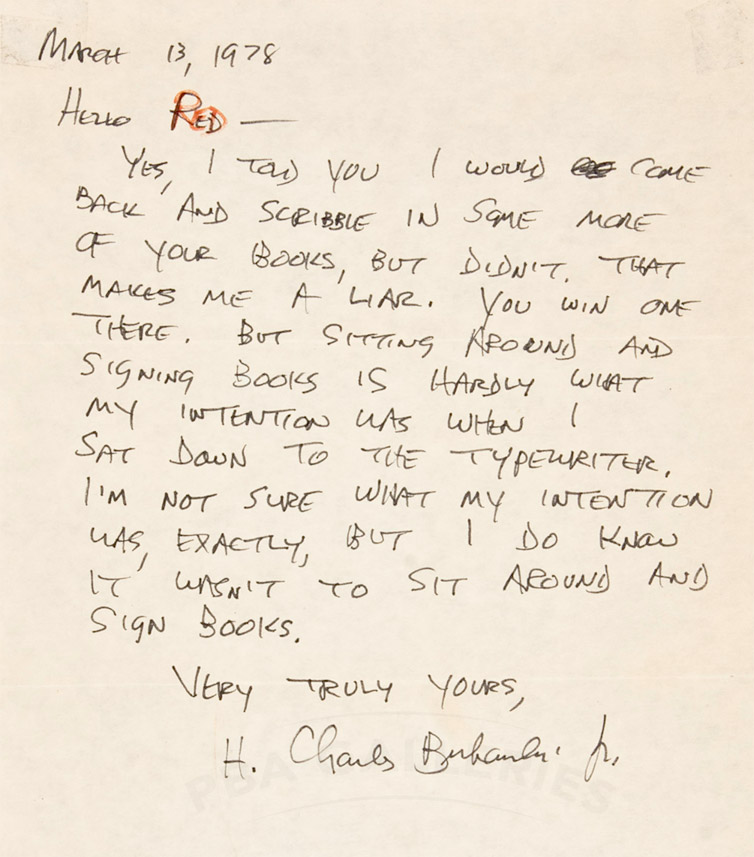 MARCH 13, 1978
HELLO RED —
YES, I TOLD YOU I WOULD COME
BACK AND SCRIBBLE IN SOME MORE
OF YOUR BOOKS, BUT DIDN'T. THAT
MAKES ME A LIAR. YOU WIN ONE
THERE. BUT SITTING AROUND AND
SIGNING BOOKS IS HARDLY WHAT
MY INTENTION WAS WHEN I
SAT DOWN TO THE TYPEWRITER.
I'M NOT SURE WHAT MY INTENTION
WAS, EXACTLY, BUT I DO KNOW
IT WASN'T TO SIT AROUND AND
SIGN BOOKS.
VERY TRULY YOURS,
H. Charles Jr.
PBA GALLERIES